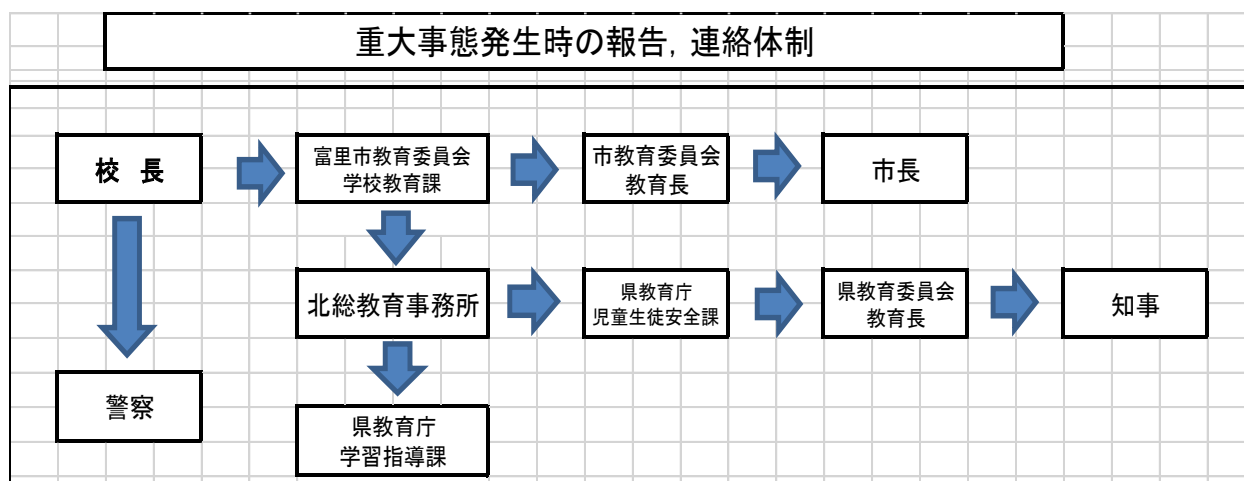 重大事態発生時の報告，連絡体制
校　長
富里市教育委員会
学校教育課
市教育委員会
教育長
市長
北総教育事務所
県教育庁
児童生徒安全課
県教育委員会
教育長
知事
警察
県教育庁
学習指導課